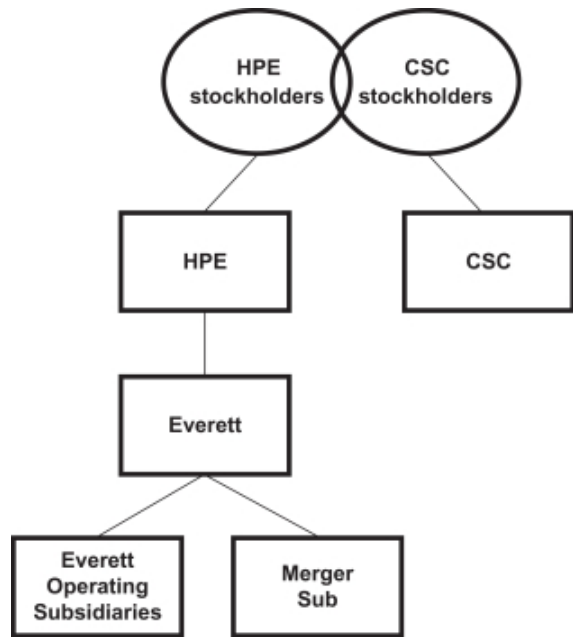 HPE
stockholders
CSC
stockholders
HPE
CSC
Everett
Everett
Operating
Subsidiaries
Merger
Sub